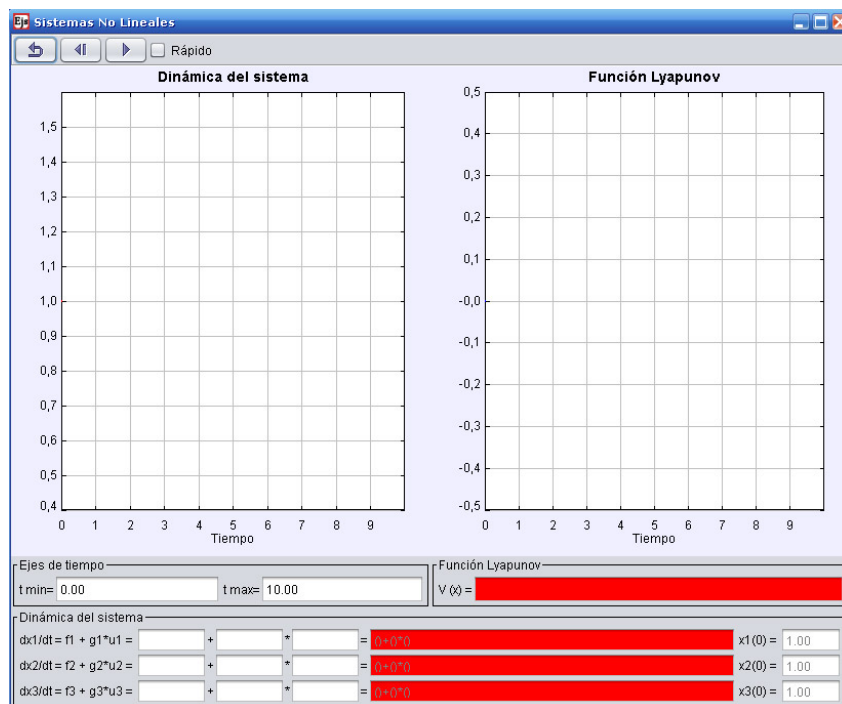 Ejs Sistemas No Lineales
Rápido
Dinámica del sistema
1,5
1,4
1,3
1,2
1,1
1,0
0,9
0,8
0,7
0,6
0,5
0,4
0 1 2 3 4 5 6 7 8 9
Tiempo
Función Lyapunov
0,5
0,4
0,3
0,2
0,1
-0,0
-0,1
-0,2
-0,3
-0,4
-0,5
0 1 2 3 4 5 6 7 8 9
Tiempo
Ejes de tiempo
t min= 0.00 t max= 10.00
Función Lyapunov
V (x) =
Dinámica del sistema
dx1/dt = f1 + g1*u1 = + * = ()+()*() x1(0) = 1.00
dx2/dt = f2 + g2*u2 = + * = ()+()*() x2(0) = 1.00
dx3/dt = f3 + g3*u3 = + * = ()+()*() x3(0) = 1.00